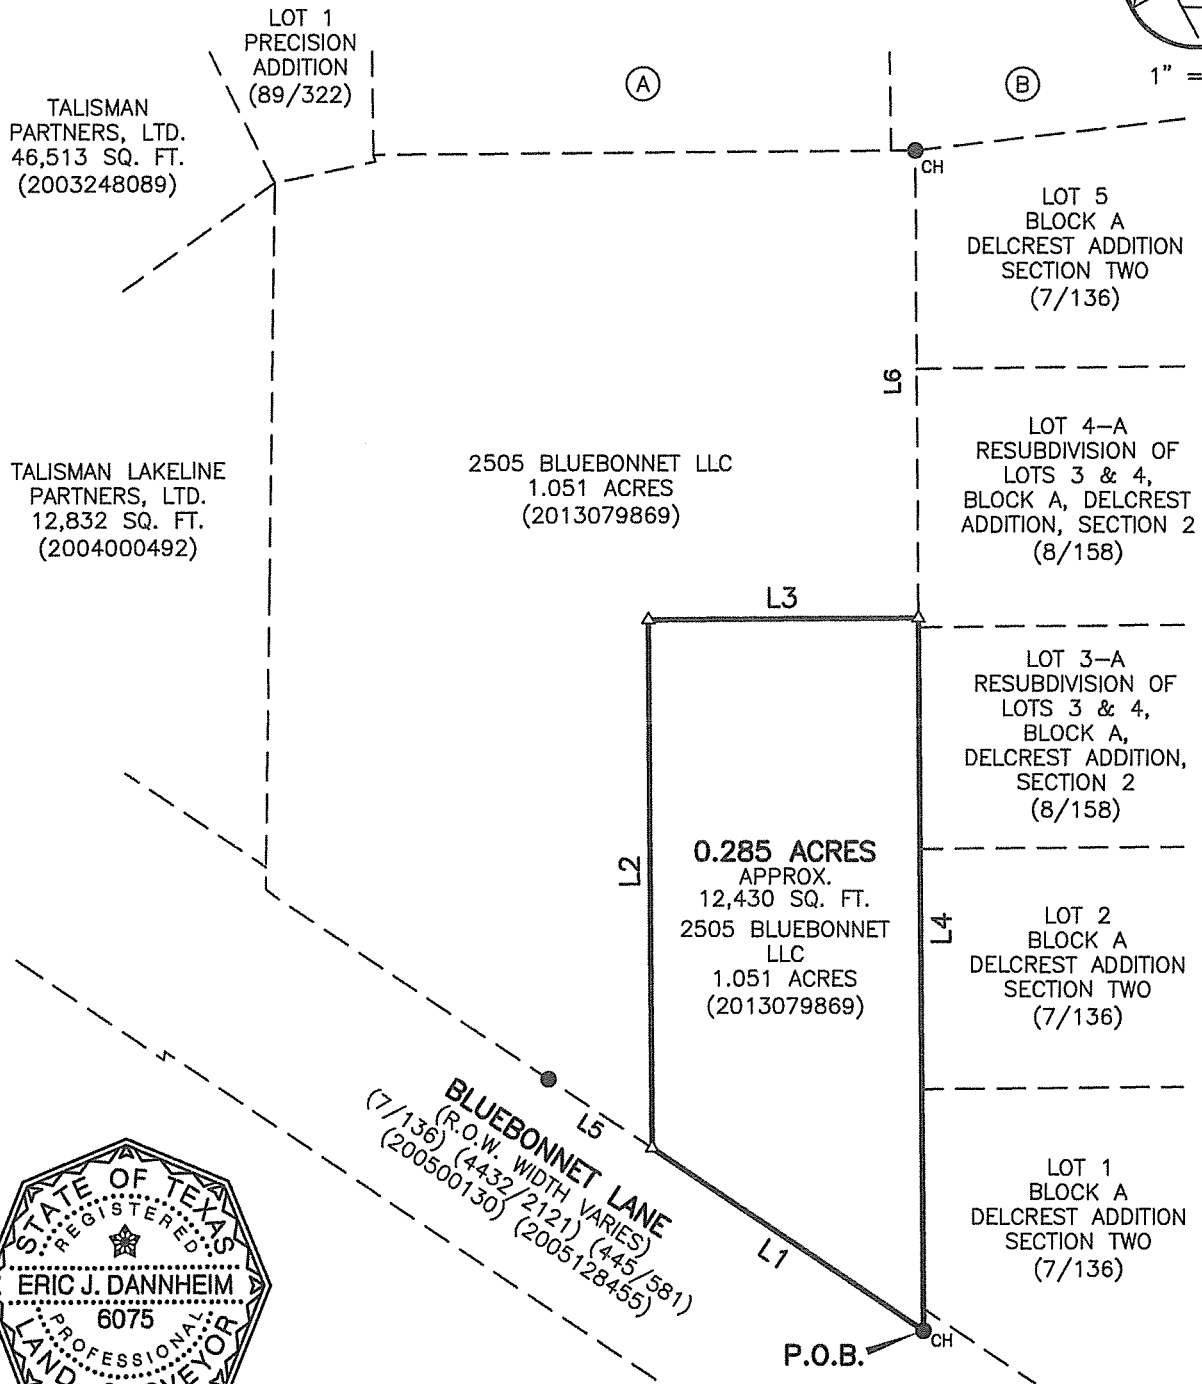 LOT 1
PRECISION
ADDITION
(89/322)
A
B
1" =
TALISMAN
PARTNERS, LTD.
46,513 SQ. FT.
(2003248089)
CH
LOT 5
BLOCK A
DELCREST ADDITION
SECTION TWO
(7/136)
L6
TALISMAN LAKELINE
PARTNERS, LTD.
12,832 SQ. FT.
(2004000492)
2505 BLUEBONNET LLC
1.051 ACRES
(2013079869)
LOT 4-A
RESUBDIVISION OF
LOTS 3 & 4,
BLOCK A, DELCREST
ADDITION, SECTION 2
(8/158)
L3
LOT 3-A
RESUBDIVISION OF
LOTS 3 & 4,
BLOCK A,
DELCREST ADDITION,
SECTION 2
(8/158)
L2
0.285 ACRES
APPROX.
12,430 SQ. FT.
2505 BLUEBONNET
LLC
1.051 ACRES
(2013079869)
L4
LOT 2
BLOCK A
DELCREST ADDITION
SECTION TWO
(7/136)
L5
BLUEBONNET LANE
(R.O.W. WIDTH VARIES)
(7/136) (4432/2121) (445/581)
(200500130) (2005128455)
L1
LOT 1
BLOCK A
DELCREST ADDITION
SECTION TWO
(7/136)
P.O.B.
CH
STATE OF TEXAS
REGISTERED
ERIC J. DANNHEIM
6075
PROFESSIONAL
LAND SURVEYOR